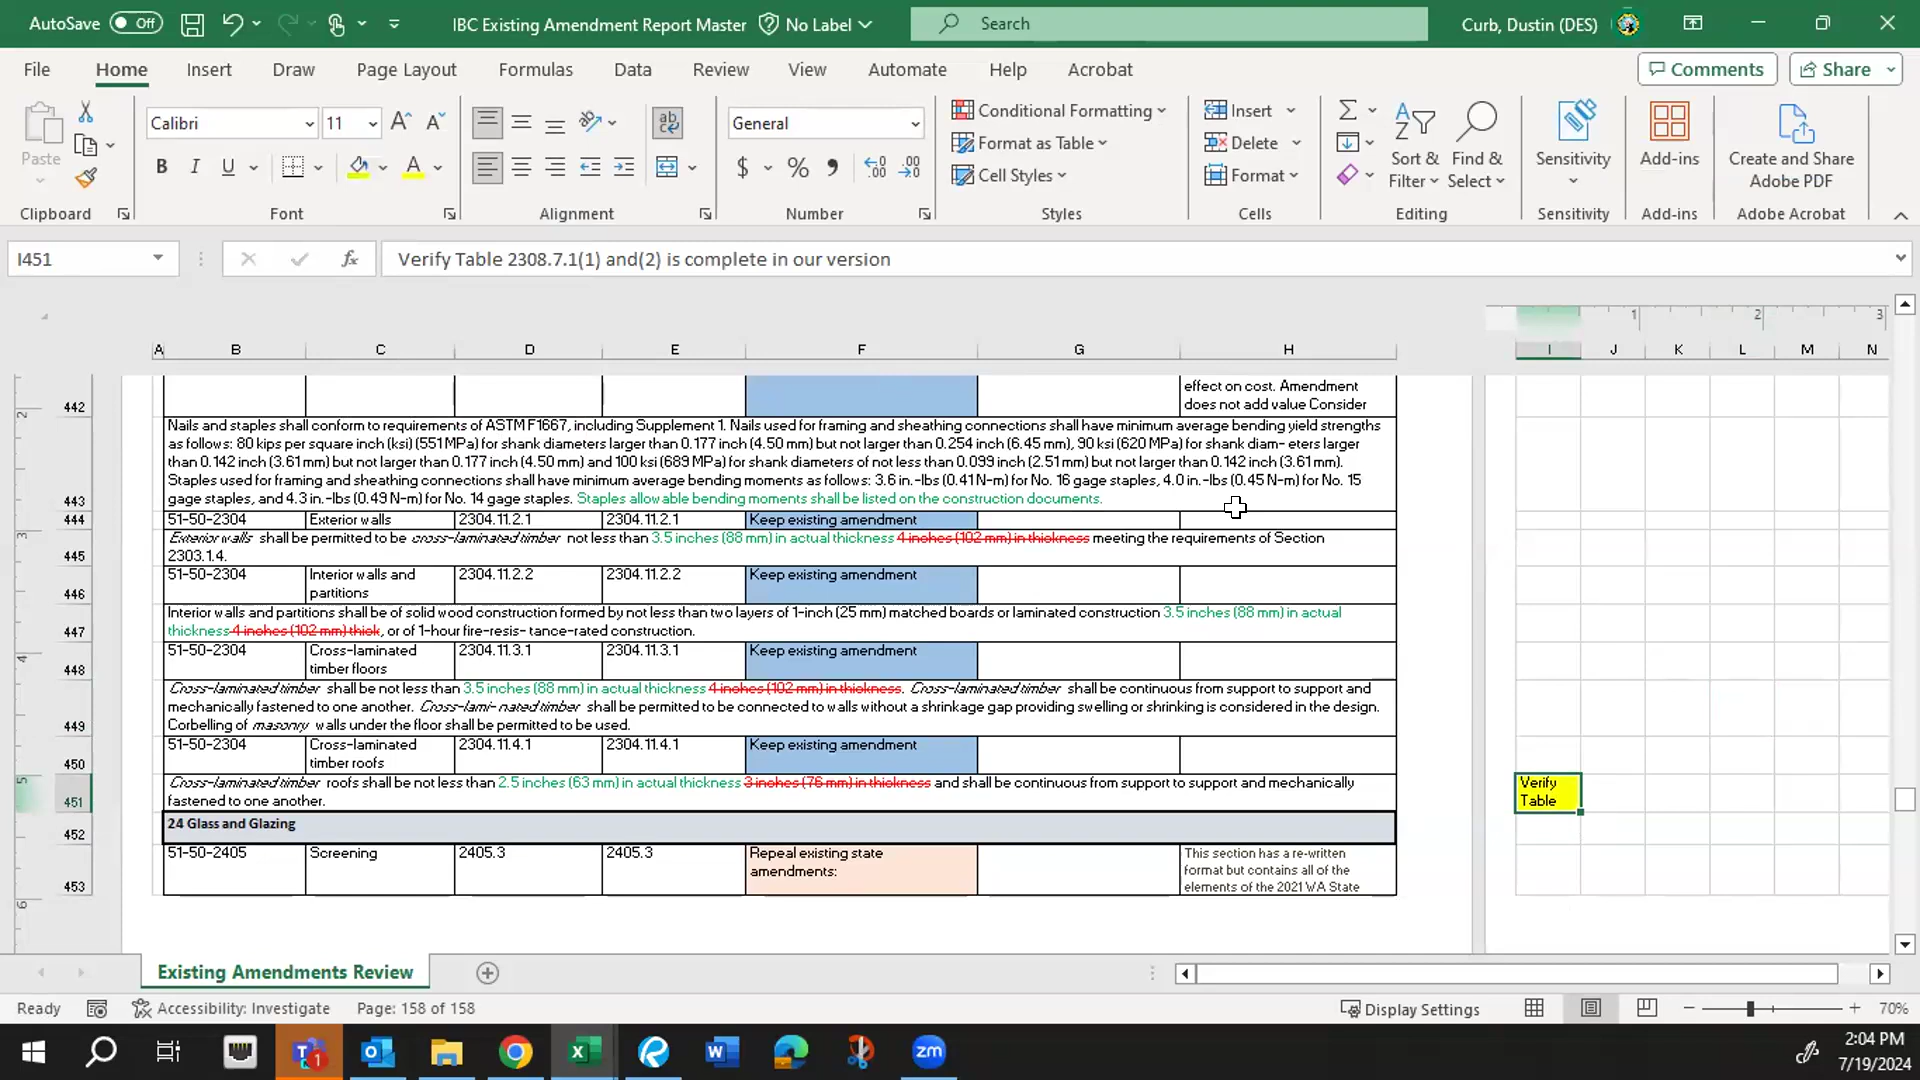 AutoSave Off
IBC Existing Amendment Report Master No Label
Search
Curb, Dustin (DES)
File Home Insert Draw Page Layout Formulas Data Review View Automate Help Acrobat
Comments Share
Paste
Clipboard
Calibri 11
B I U
Font
ab
Alignment
General
$ % 9
Number
Conditional Formatting
Format as Table
Cell Styles
Styles
Insert
Delete
Format
Cells
Sort &
Filter
Find &
Select
Editing
Sensitivity
Sensitivity
Add-ins
Add-ins
Create and Share
Adobe PDF
Adobe Acrobat
I451
fx
Verify Table 2308.7.1(1) and(2) is complete in our version
1 2 3
A B C D E F G H I J K L M N
442 effect on cost. Amendment
does not add value Consider
Nails and staples shall conform to requirements of ASTM F1667, including Supplement 1. Nails used for framing and sheathing connections shall have minimum average bending yield strengths
as follows: 80 kips per square inch (ksi) (551 MPa) for shank diameters larger than 0.177 inch (4.50 mm) but not larger than 0.254 inch (6.45 mm), 90 ksi (620 MPa) for shank diam- eters larger
than 0.142 inch (3.61 mm) but not larger than 0.177 inch (4.50 mm) and 100 ksi (689 MPa) for shank diameters of not less than 0.099 inch (2.51 mm) but not larger than 0.142 inch (3.61 mm).
Staples used for framing and sheathing connections shall have minimum average bending moments as follows: 3.6 in.-lbs (0.41 N-m) for No. 16 gage staples, 4.0 in.-lbs (0.45 N-m) for No. 15
443 gage staples, and 4.3 in.-lbs (0.49 N-m) for No. 14 gage staples. Staples allowable bending moments shall be listed on the construction documents.
444 51-50-2304 Exterior walls 2304.11.2.1 2304.11.2.1 Keep existing amendment
Exterior walls shall be permitted to be cross-laminated timber not less than 3.5 inches (88 mm) in actual thickness 4 inches (102 mm) in thickness meeting the requirements of Section
445 2303.1.4.
51-50-2304 Interior walls and 2304.11.2.2 2304.11.2.2 Keep existing amendment
446 partitions
Interior walls and partitions shall be of solid wood construction formed by not less than two layers of 1-inch (25 mm) matched boards or laminated construction 3.5 inches (88 mm) in actual
447 thickness 4 inches (102 mm) thick, or of 1-hour fire-resis- tance-rated construction.
51-50-2304 Cross-laminated 2304.11.3.1 2304.11.3.1 Keep existing amendment
448 timber floors
Cross-laminated timber shall be not less than 3.5 inches (88 mm) in actual thickness 4 inches (102 mm) in thickness. Cross-laminated timber shall be continuous from support to support and
mechanically fastened to one another. Cross-lami- nated timber shall be permitted to be connected to walls without a shrinkage gap providing swelling or shrinking is considered in the design.
449 Corbelling of masonry walls under the floor shall be permitted to be used.
51-50-2304 Cross-laminated 2304.11.4.1 2304.11.4.1 Keep existing amendment
450 timber roofs
Cross-laminated timber roofs shall be not less than 2.5 inches (63 mm) in actual thickness 3 inches (76 mm) in thickness and shall be continuous from support to support and mechanically
451 fastened to one another.
Verify
Table
452 24 Glass and Glazing
51-50-2405 Screening 2405.3 2405.3 Repeal existing state This section has a re-written
amendments: format but contains all of the
453 elements of the 2021 WA State
2
3
4
5
6
Existing Amendments Review
Ready Accessibility: Investigate Page: 158 of 158
Display Settings
70%
zm
2:04 PM
7/19/2024